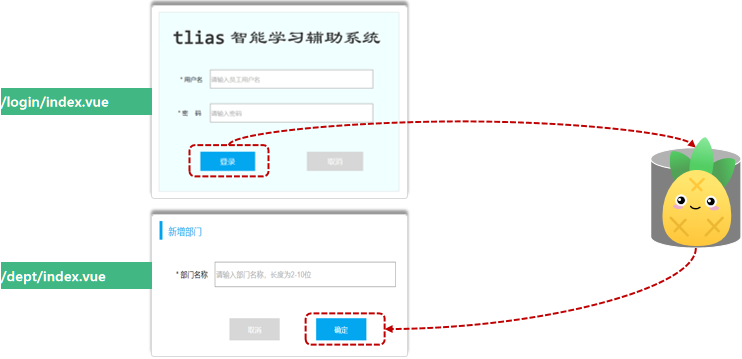 tlias 智能学习辅助系统
* 用户名 请输入员工用户名
/login/index.vue
* 密 码 请输入密码
登录 取消
新增部门
/dept/index.vue
* 部门名称 请输入部门名称，长度为2-10位
取消 确定